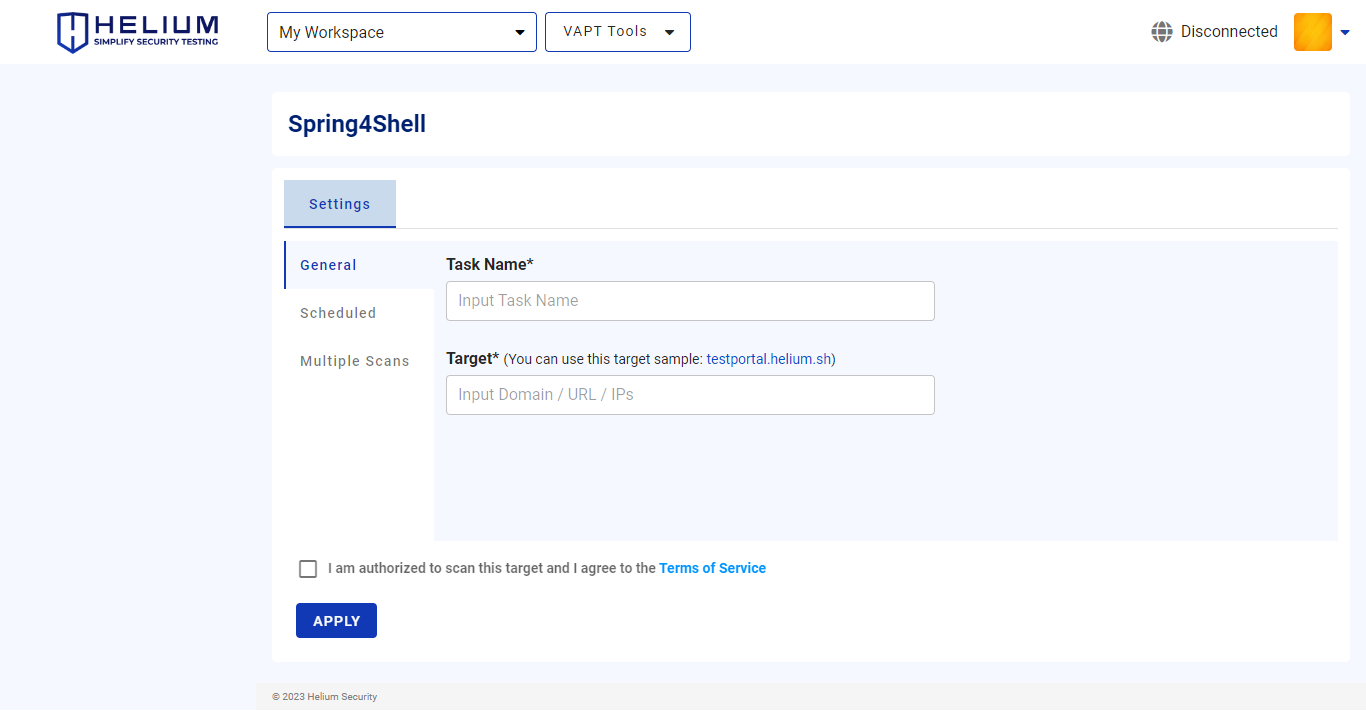 HELIUM
SIMPLIFY SECURITY TESTING
My Workspace
VAPT Tools
Disconnected
Spring4Shell
Settings
General
Scheduled
Multiple Scans
Task Name*
Input Task Name
Target* (You can use this target sample: testportal.helium.sh)
Input Domain / URL / IPs
I am authorized to scan this target and I agree to the Terms of Service
APPLY
© 2023 Helium Security